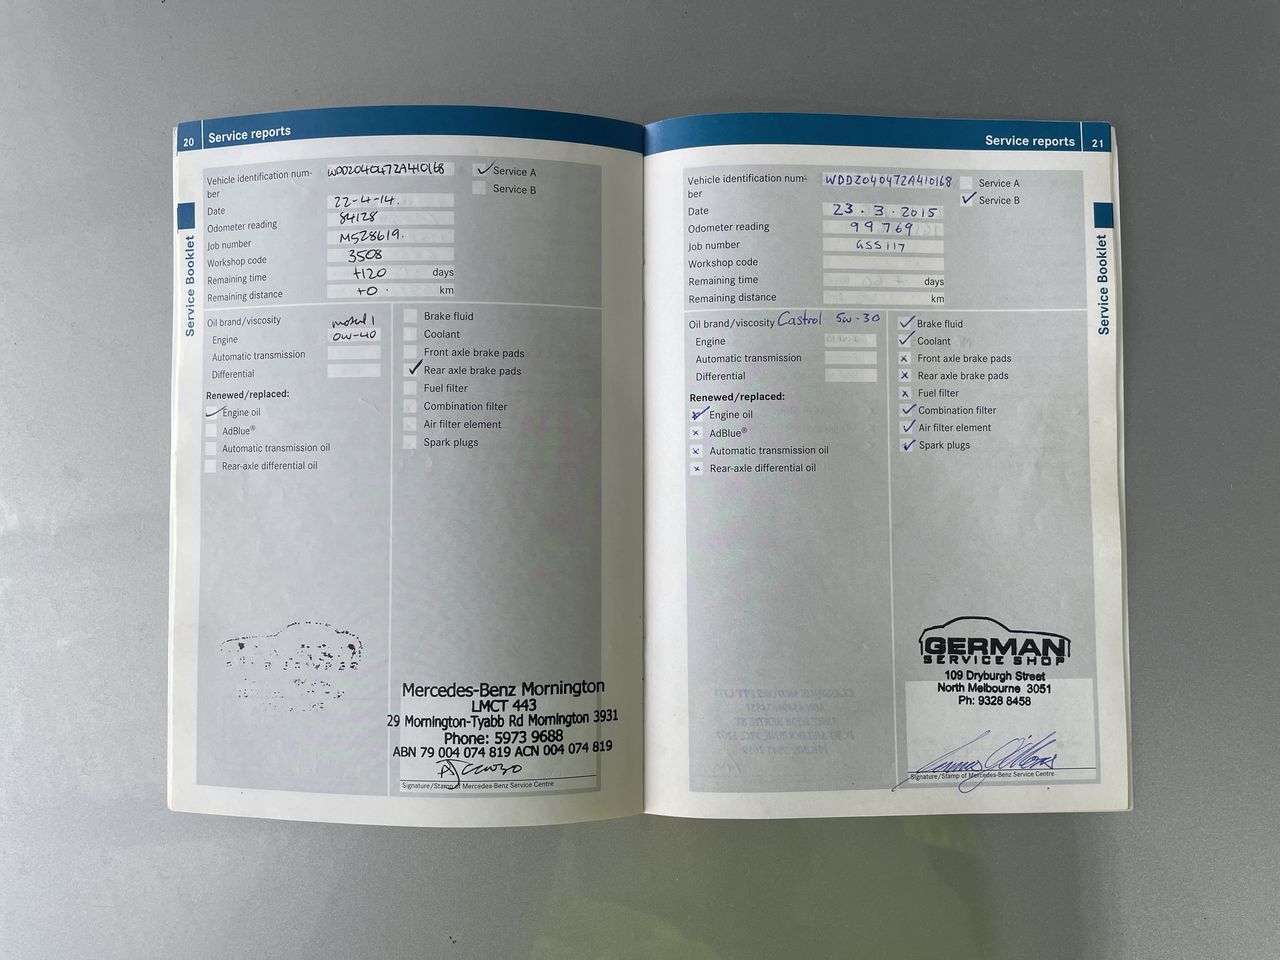 20 Service reports
Service Booklet
Vehicle identification num-
ber WDD2040472A410168
Service A
Service B
Date 22-4-14.
Odometer reading 84128
Job number M528619.
Workshop code 3508
Remaining time +120 days
Remaining distance +0. km
Oil brand/viscosity mobil 1
Engine 0W-40
Automatic transmission
Differential
Renewed/replaced:
Engine oil
AdBlue®
Automatic transmission oil
Rear-axle differential oil
Brake fluid
Coolant
Front axle brake pads
Rear axle brake pads
Fuel filter
Combination filter
Air filter element
Spark plugs
Mercedes-Benz Mornington
LMCT 443
29 Mornington-Tyabb Rd Mornington 3931
Phone: 5973 9688
ABN 79 004 074 819 ACN 004 074 819
Signature/Stamp of Mercedes-Benz Service Centre
Service reports 21
Service Booklet
Vehicle identification num-
ber WDD2040472A410168
Service A
Service B
Date 23.3.2015
Odometer reading 99769
Job number GSS117
Workshop code
Remaining time days
Remaining distance km
Oil brand/viscosity Castrol 5w-30
Engine
Automatic transmission
Differential
Renewed/replaced:
Engine oil
AdBlue®
Automatic transmission oil
Rear-axle differential oil
Brake fluid
Coolant
Front axle brake pads
Rear axle brake pads
Fuel filter
Combination filter
Air filter element
Spark plugs
GERMAN
SERVICE SHOP
109 Dryburgh Street
North Melbourne 3051
Ph: 9328 8458
Signature/Stamp of Mercedes-Benz Service Centre